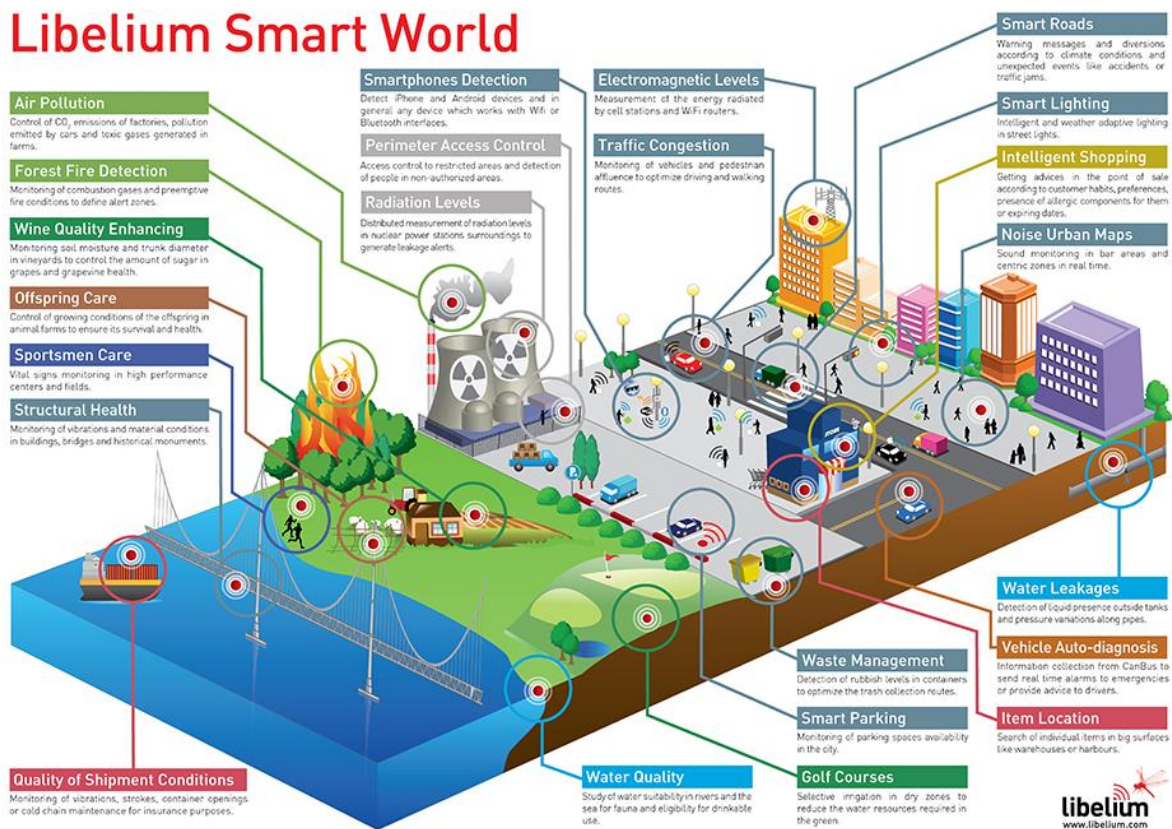 Libelium Smart World
Air Pollution
Control of CO₂ emissions of factories, pollution
emitted by cars and toxic gases generated in
farms.
Forest Fire Detection
Monitoring of combustion gases and preemptive
fire conditions to define alert zones.
Wine Quality Enhancing
Monitoring soil moisture and trunk diameter
in vineyards to control the amount of sugar in
grapes and grapevine health.
Offspring Care
Control of growing conditions of the offspring in
animal farms to ensure its survival and health.
Sportsmen Care
Vital signs monitoring in high performance
centers and fields.
Structural Health
Monitoring of vibrations and material conditions
in buildings, bridges and historical monuments.
Quality of Shipment Conditions
Monitoring of vibrations, strokes, container openings
or cold chain maintenance for insurance purposes.
Smartphones Detection
Detect iPhone and Android devices and in
general any device which works with Wifi or
Bluetooth interfaces.
Perimeter Access Control
Access control to restricted areas and detection
of people in non-authorized areas.
Radiation Levels
Distributed measurement of radiation levels
in nuclear power stations surroundings to
generate leakage alerts.
Electromagnetic Levels
Measurement of the energy radiated
by cell stations and WiFi routers.
Traffic Congestion
Monitoring of vehicles and pedestrian
affluence to optimize driving and walking
routes.
Smart Roads
Warning messages and diversions
according to climate conditions and
unexpected events like accidents or
traffic jams.
Smart Lighting
Intelligent and weather adaptive lighting
in street lights.
Intelligent Shopping
Getting advices in the point of sale
according to customer habits, preferences,
presence of allergic components for them
or expiring dates.
Noise Urban Maps
Sound monitoring in bar areas and
centric zones in real time.
STORE
P
Water Leakages
Detection of liquid presence outside tanks
and pressure variations along pipes.
Vehicle Auto-diagnosis
Information collection from CanBus to
send real time alarms to emergencies
or provide advice to drivers.
Item Location
Search of individual items in big surfaces
like warehouses or harbours.
Waste Management
Detection of rubbish levels in containers
to optimize the trash collection routes.
Smart Parking
Monitoring of parking spaces availability
in the city.
Golf Courses
Selective irrigation in dry zones to
reduce the water resources required in
the green.
Water Quality
Study of water suitability in rivers and the
sea for fauna and eligibility for drinkable
use.
libelium
www.libelium.com